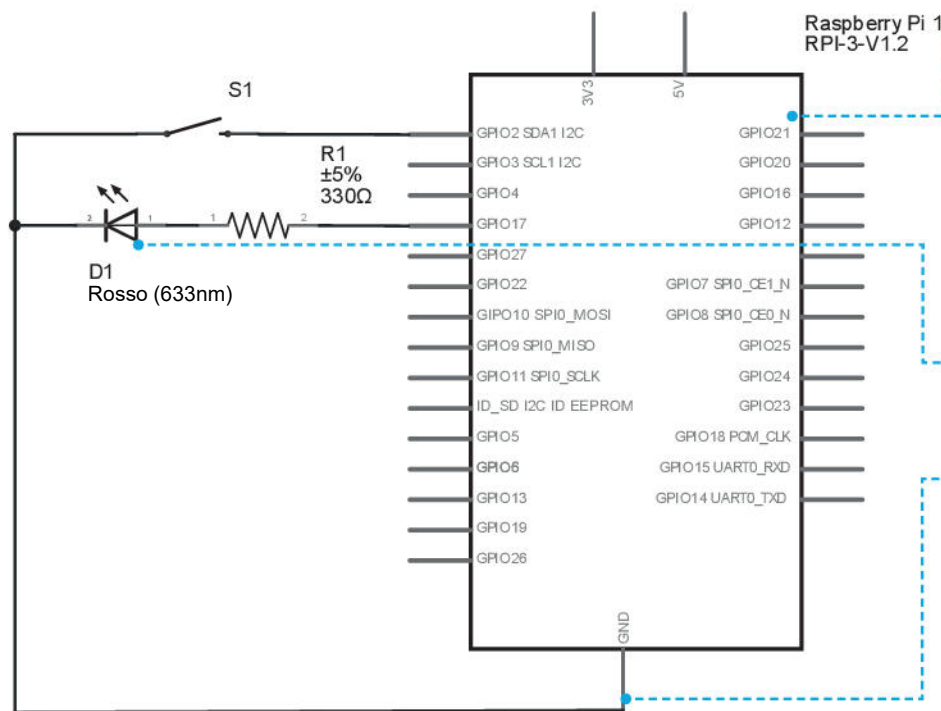 Raspberry Pi 1
RPI-3-V1.2
3V3
5V
S1
GPIO2 SDA1 I2C
GPIO21
R1
±5%
330Ω
GPIO3 SCL1 I2C
GPIO20
GPIO4
GPIO16
2
1
1
2
GPIO17
GPIO12
D1
Rosso (633nm)
GPIO27
GPIO22
GPIO7 SPI0_CE1_N
GIPO10 SPI0_MOSI
GPIO8 SPI0_CE0_N
GPIO9 SPI0_MISO
GPIO25
GPIO11 SPI0_SCLK
GPIO24
ID_SD I2C ID EEPROM
GPIO23
GPIO5
GPIO18 PCM_CLK
GPIO6
GPIO15 UART0_RXD
GPIO13
GPIO14 UART0_TXD
GPIO19
GPIO26
GND